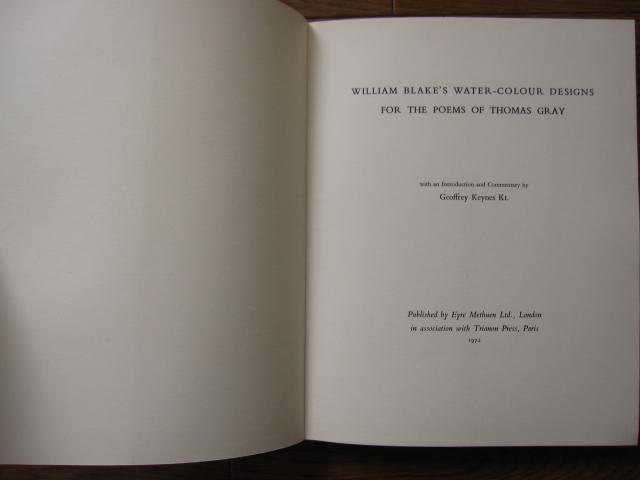 WILLIAM BLAKE'S WATER-COLOUR DESIGNS
FOR THE POEMS OF THOMAS GRAY
with an Introduction and Commentary by
Geoffrey Keynes Kt.
Published by Eyre Methuen Ltd., London
in association with Trianon Press, Paris
1972